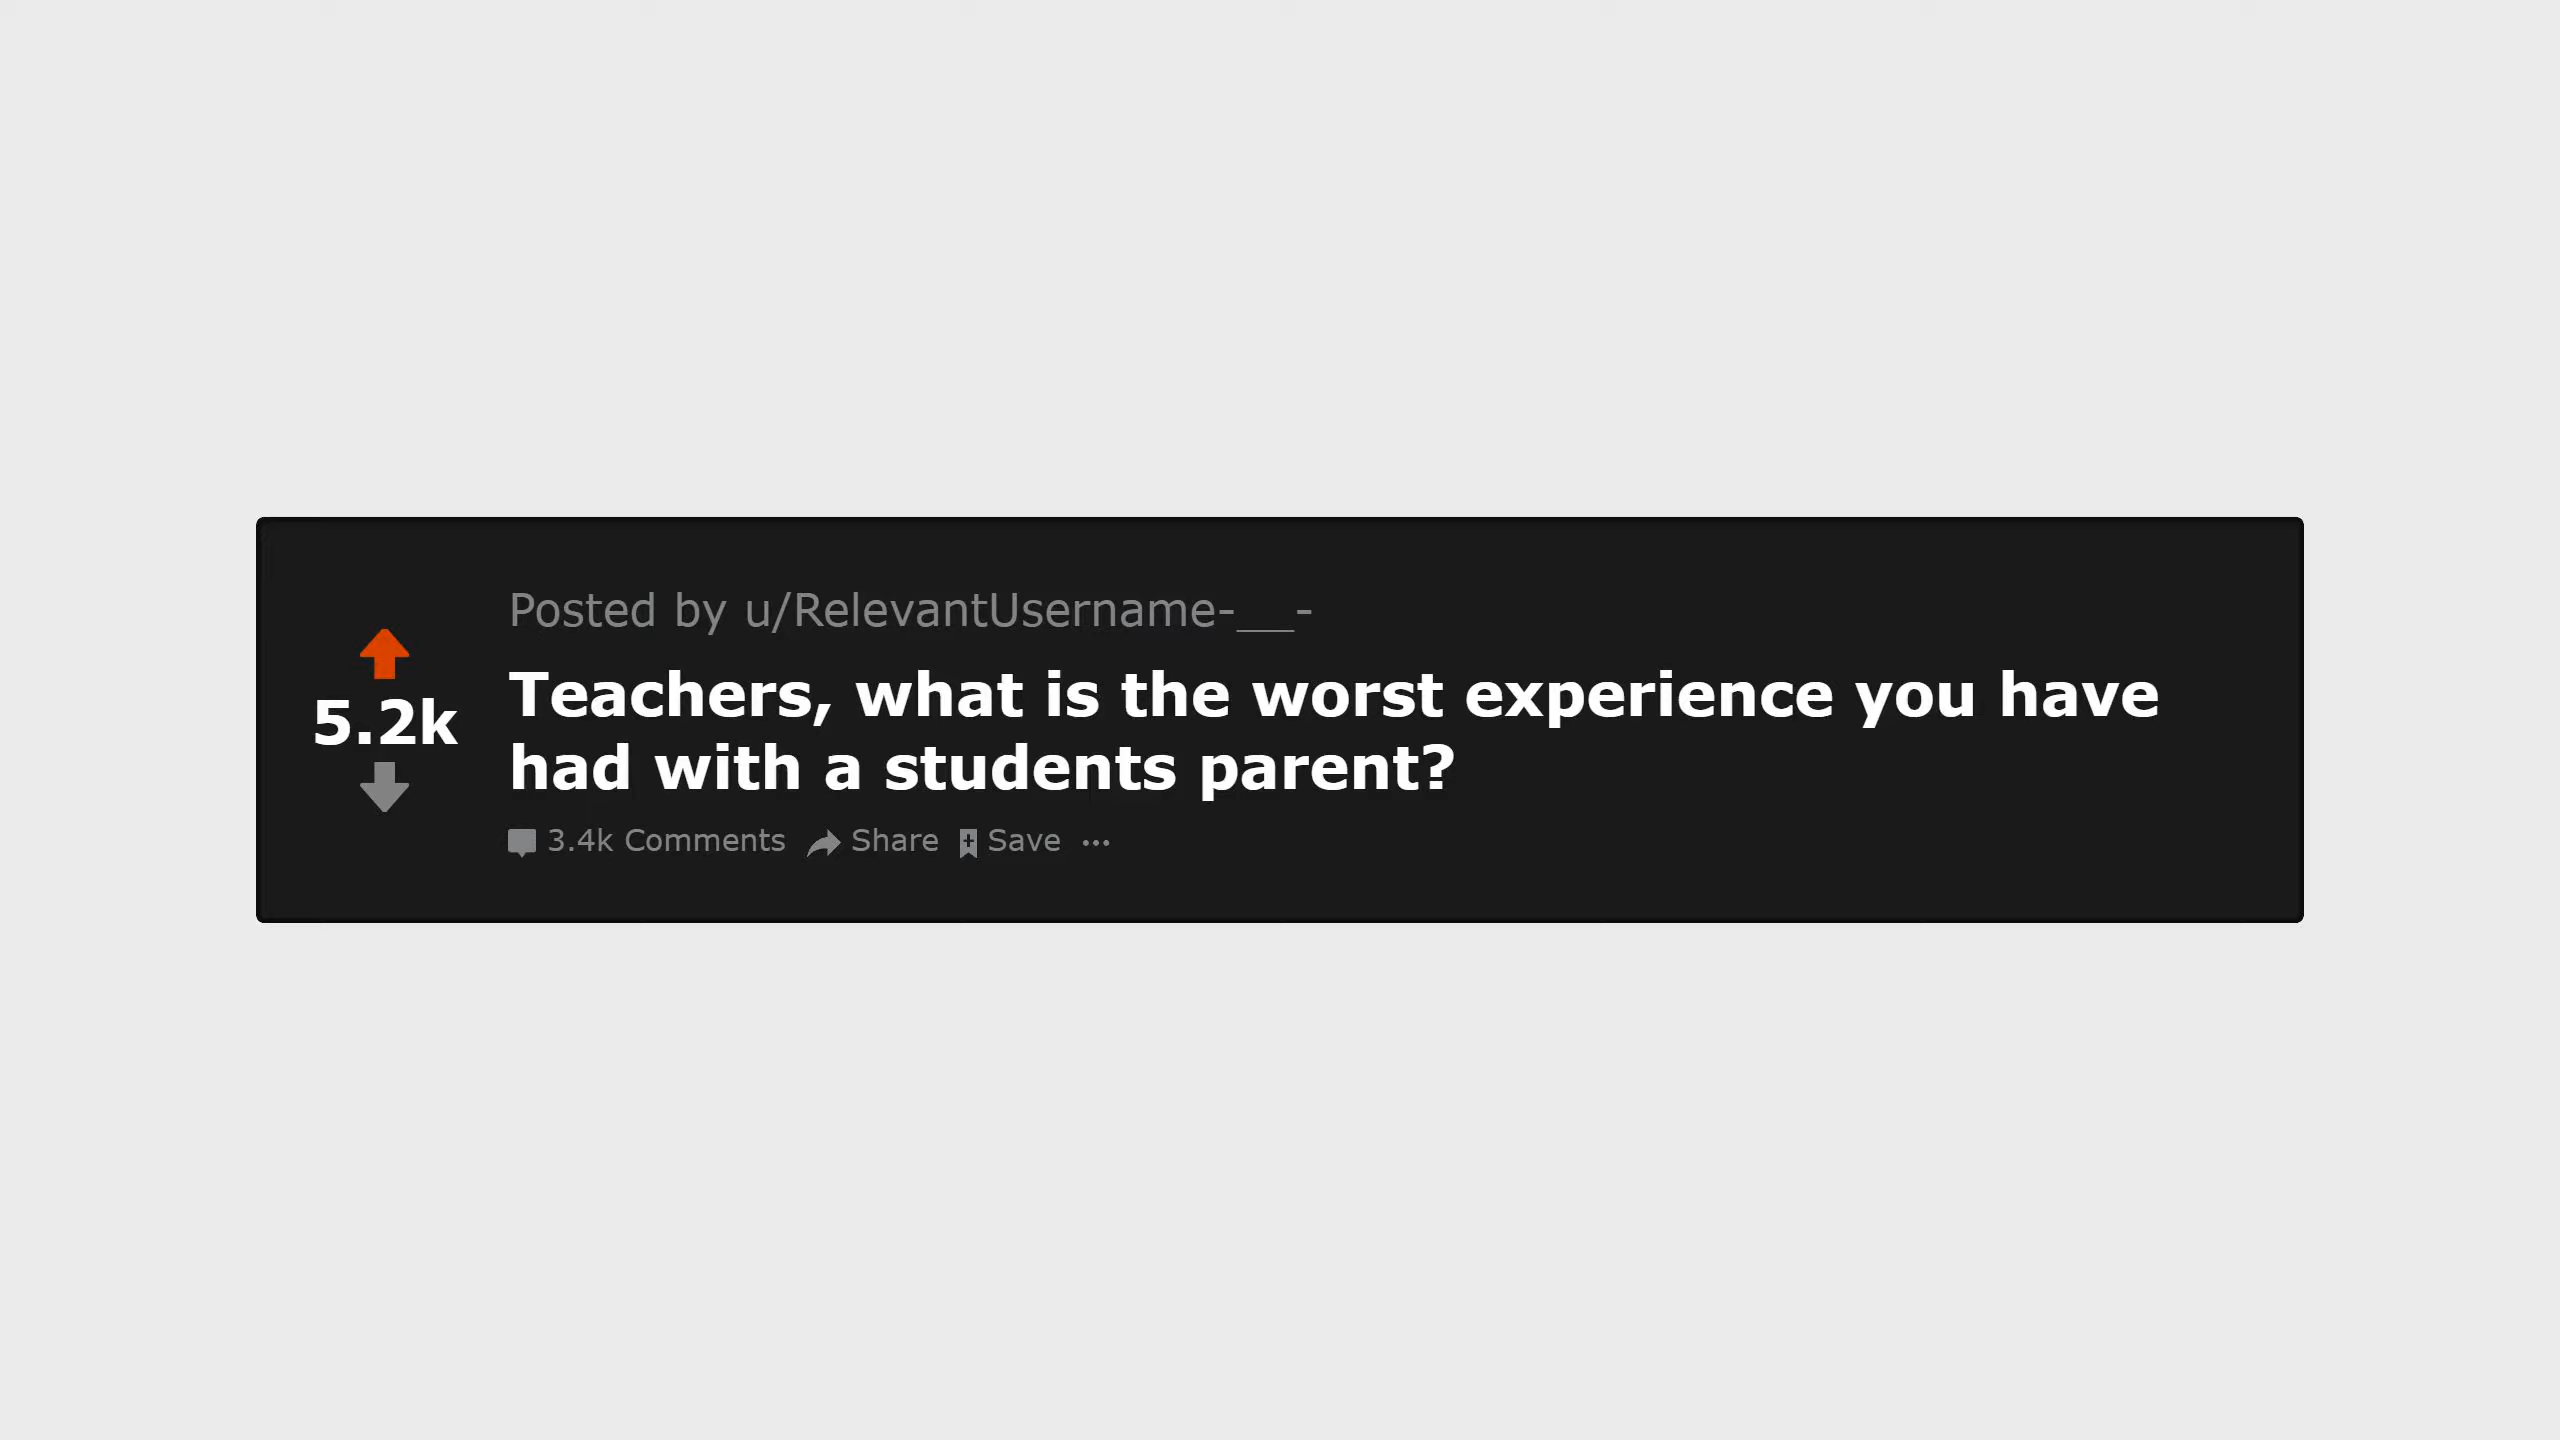 Posted by u/RelevantUsername-__-
Teachers, what is the worst experience you have
had with a students parent?
5.2k
3.4k Comments Share Save ...